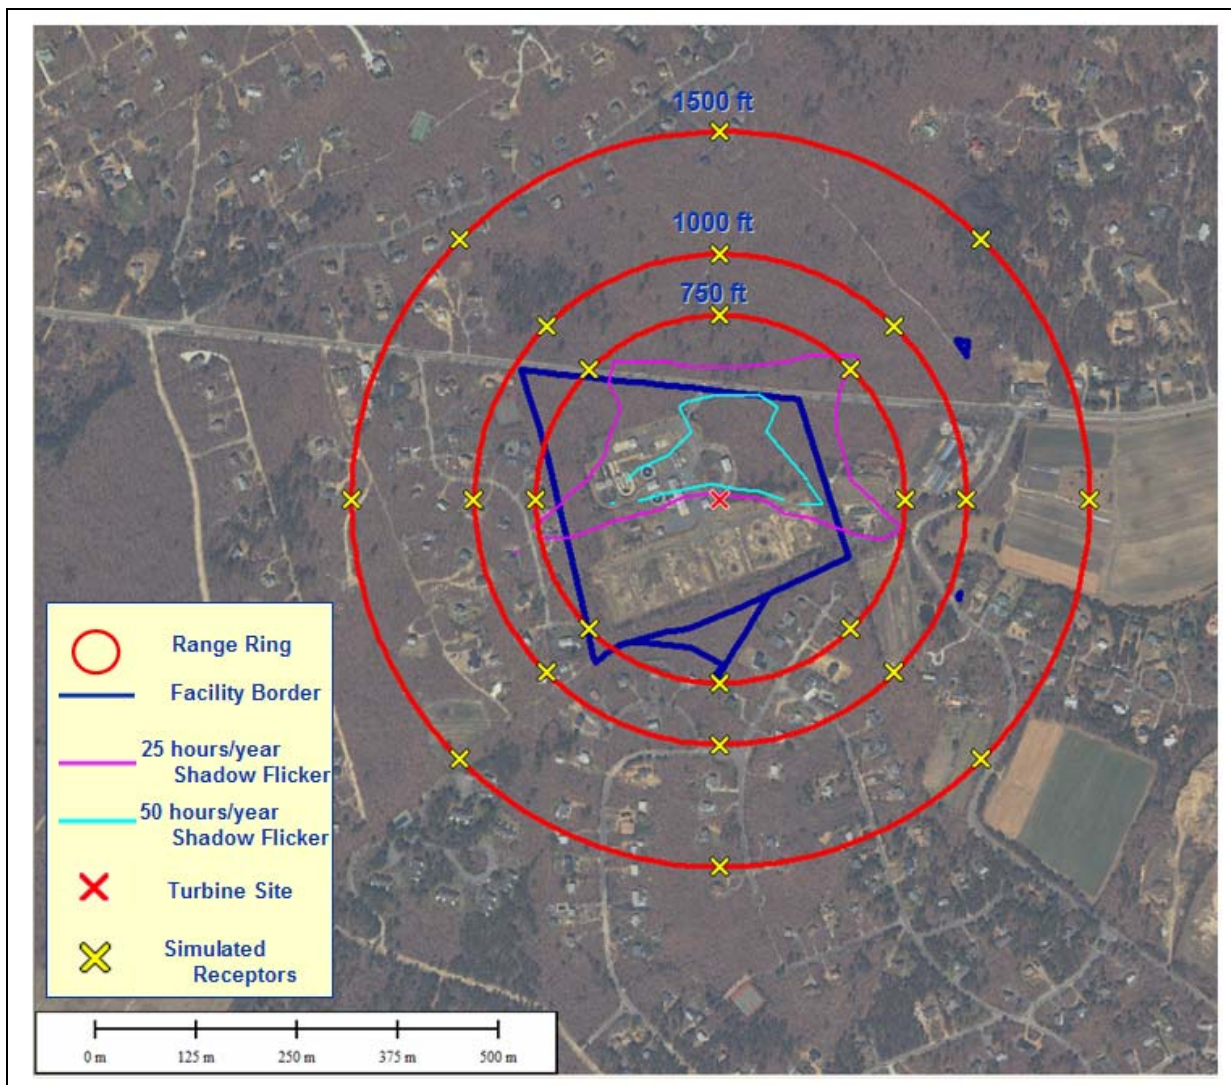 1500 ft
1000 ft
750 ft
Range Ring
Facility Border
25 hours/year
Shadow Flicker
50 hours/year
Shadow Flicker
Turbine Site
Simulated
Receptors
0 m 125 m 250 m 375 m 500 m